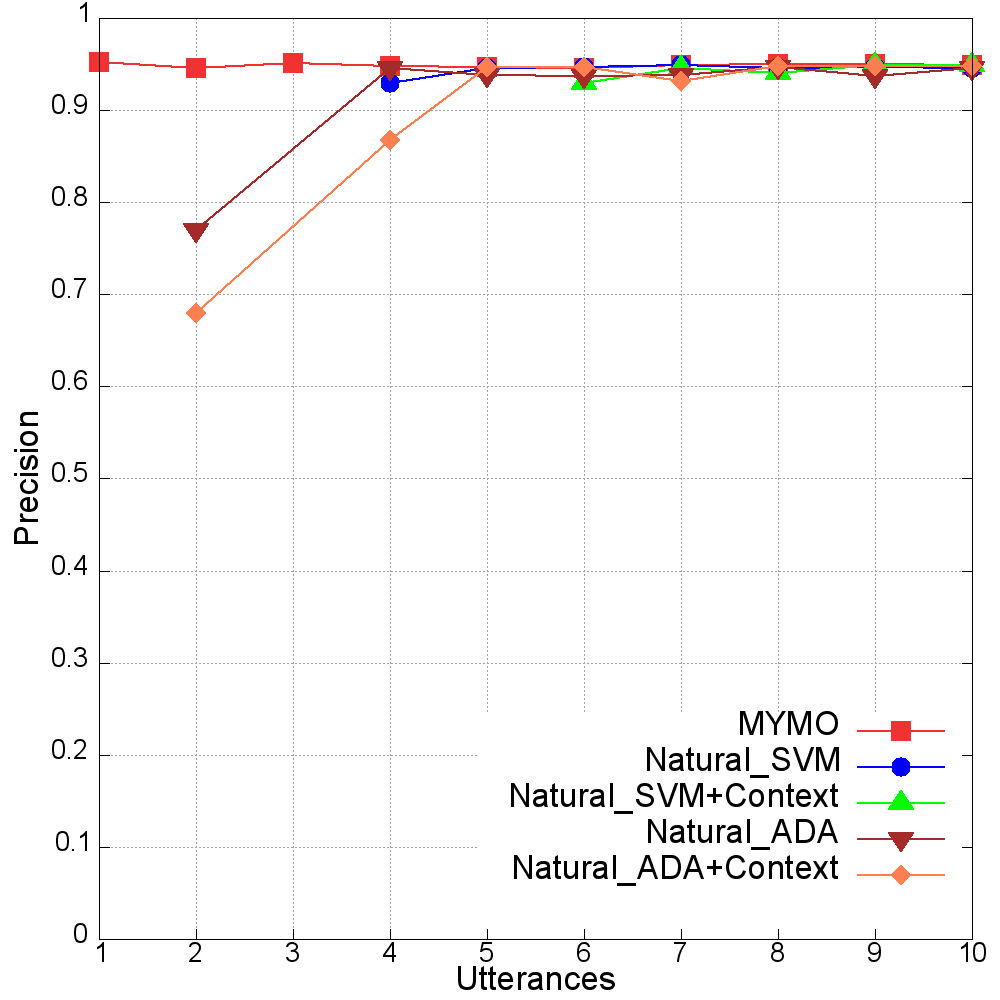 1
0.9
0.8
0.7
0.6
0.5
0.4
0.3
0.2
0.1
0
Precision
MYMO
Natural_SVM
Natural_SVM+Context
Natural_ADA
Natural_ADA+Context
1 2 3 4 5 6 7 8 9 10
Utterances